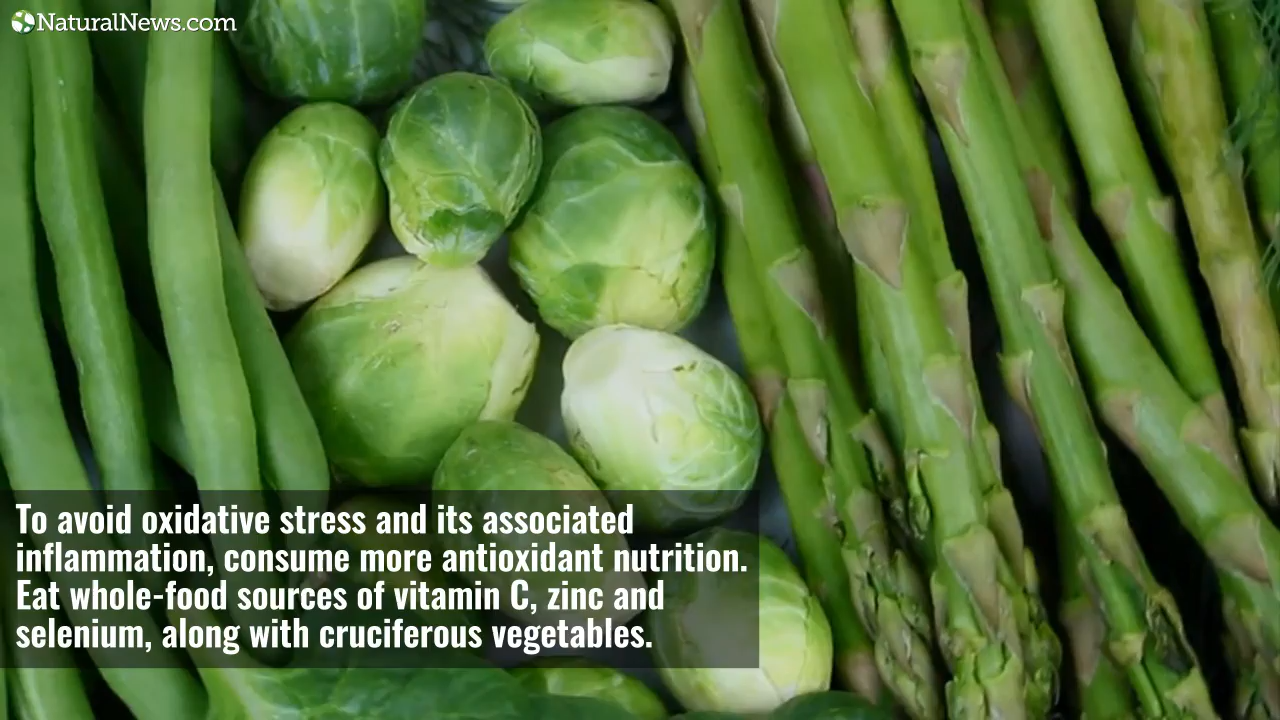 NaturalNews.com
To avoid oxidative stress and its associated
inflammation, consume more antioxidant nutrition.
Eat whole-food sources of vitamin C, zinc and
selenium, along with cruciferous vegetables.